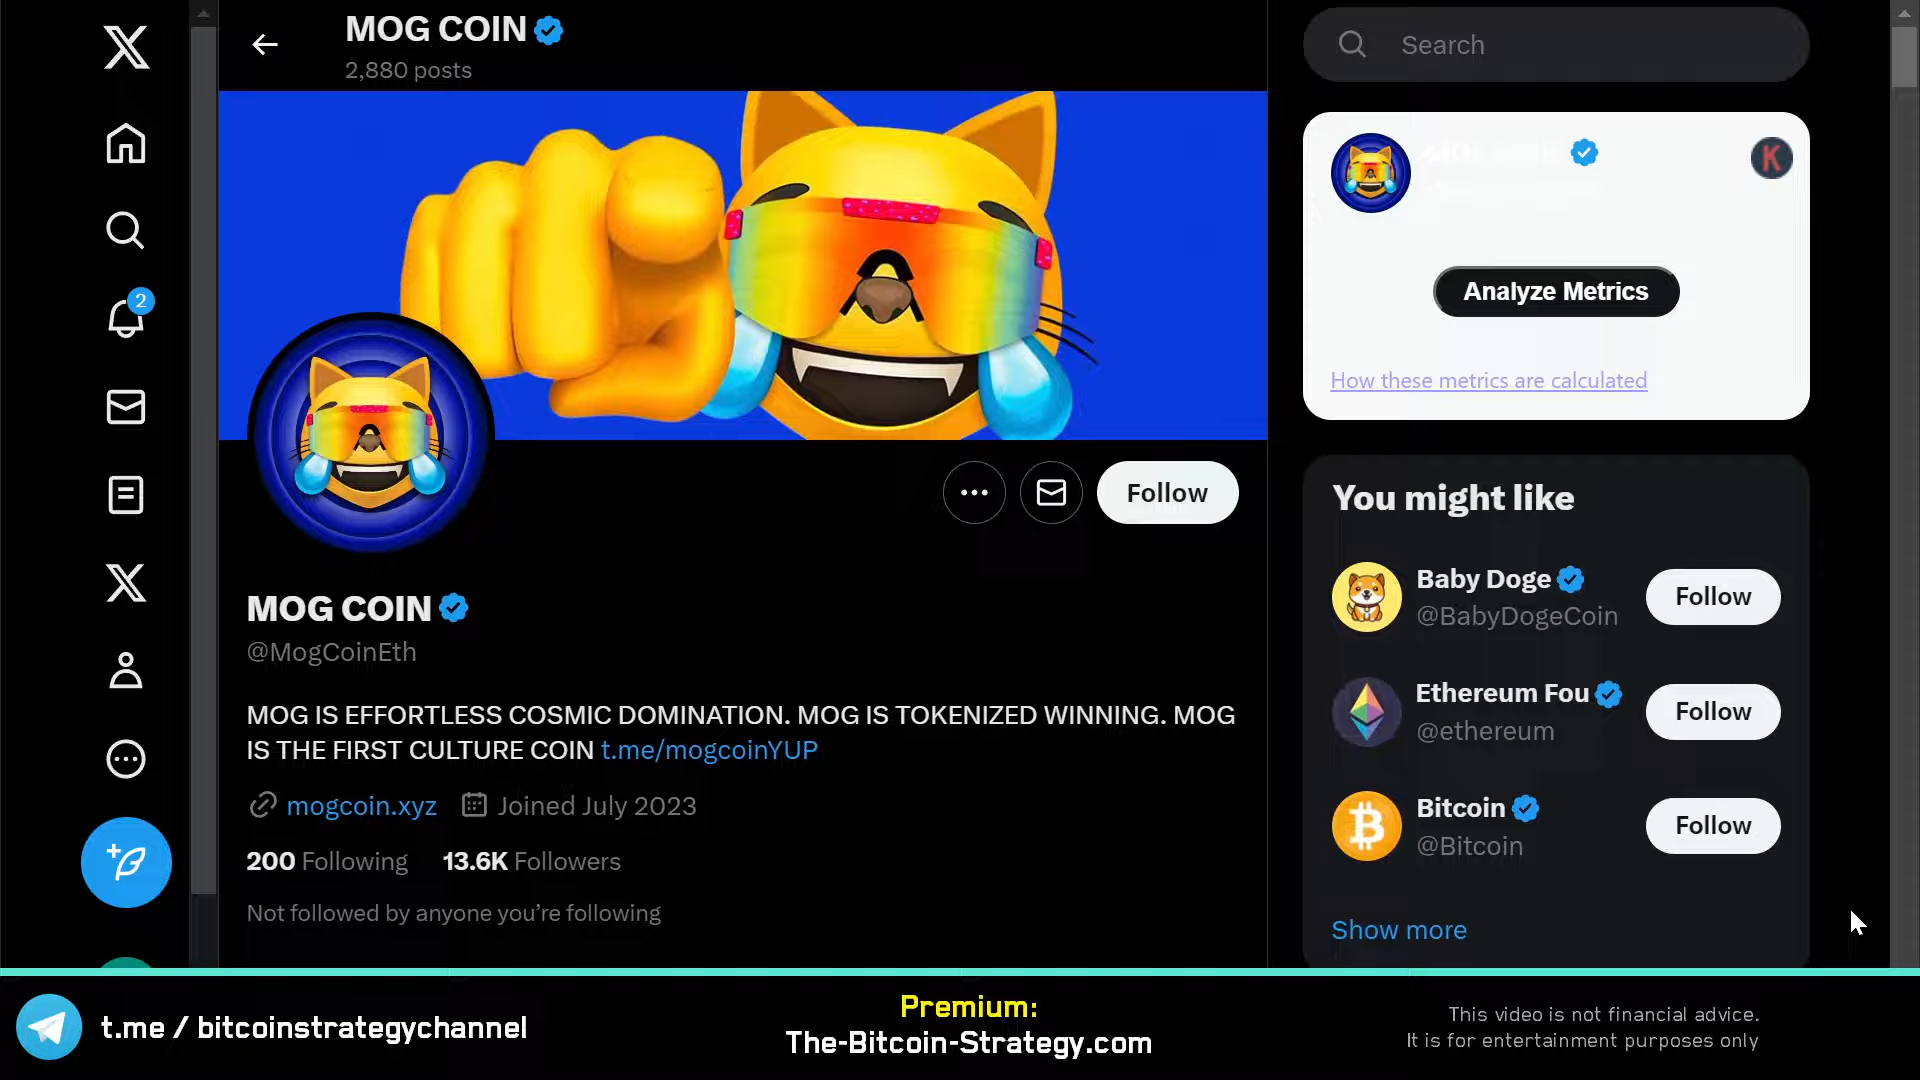 MOG COIN
2,880 posts
Search
K
Analyze Metrics
How these metrics are calculated
2
Follow
MOG COIN
@MogCoinEth
MOG IS EFFORTLESS COSMIC DOMINATION. MOG IS TOKENIZED WINNING. MOG
IS THE FIRST CULTURE COIN t.me/mogcoinYUP
mogcoin.xyz Joined July 2023
200 Following 13.6K Followers
Not followed by anyone you’re following
You might like
Baby Doge
@BabyDogeCoin
Follow
Ethereum Fou
@ethereum
Follow
Bitcoin
@Bitcoin
Follow
Show more
t.me / bitcoinstrategychannel
Premium:
The-Bitcoin-Strategy.com
This video is not financial advice.
It is for entertainment purposes only